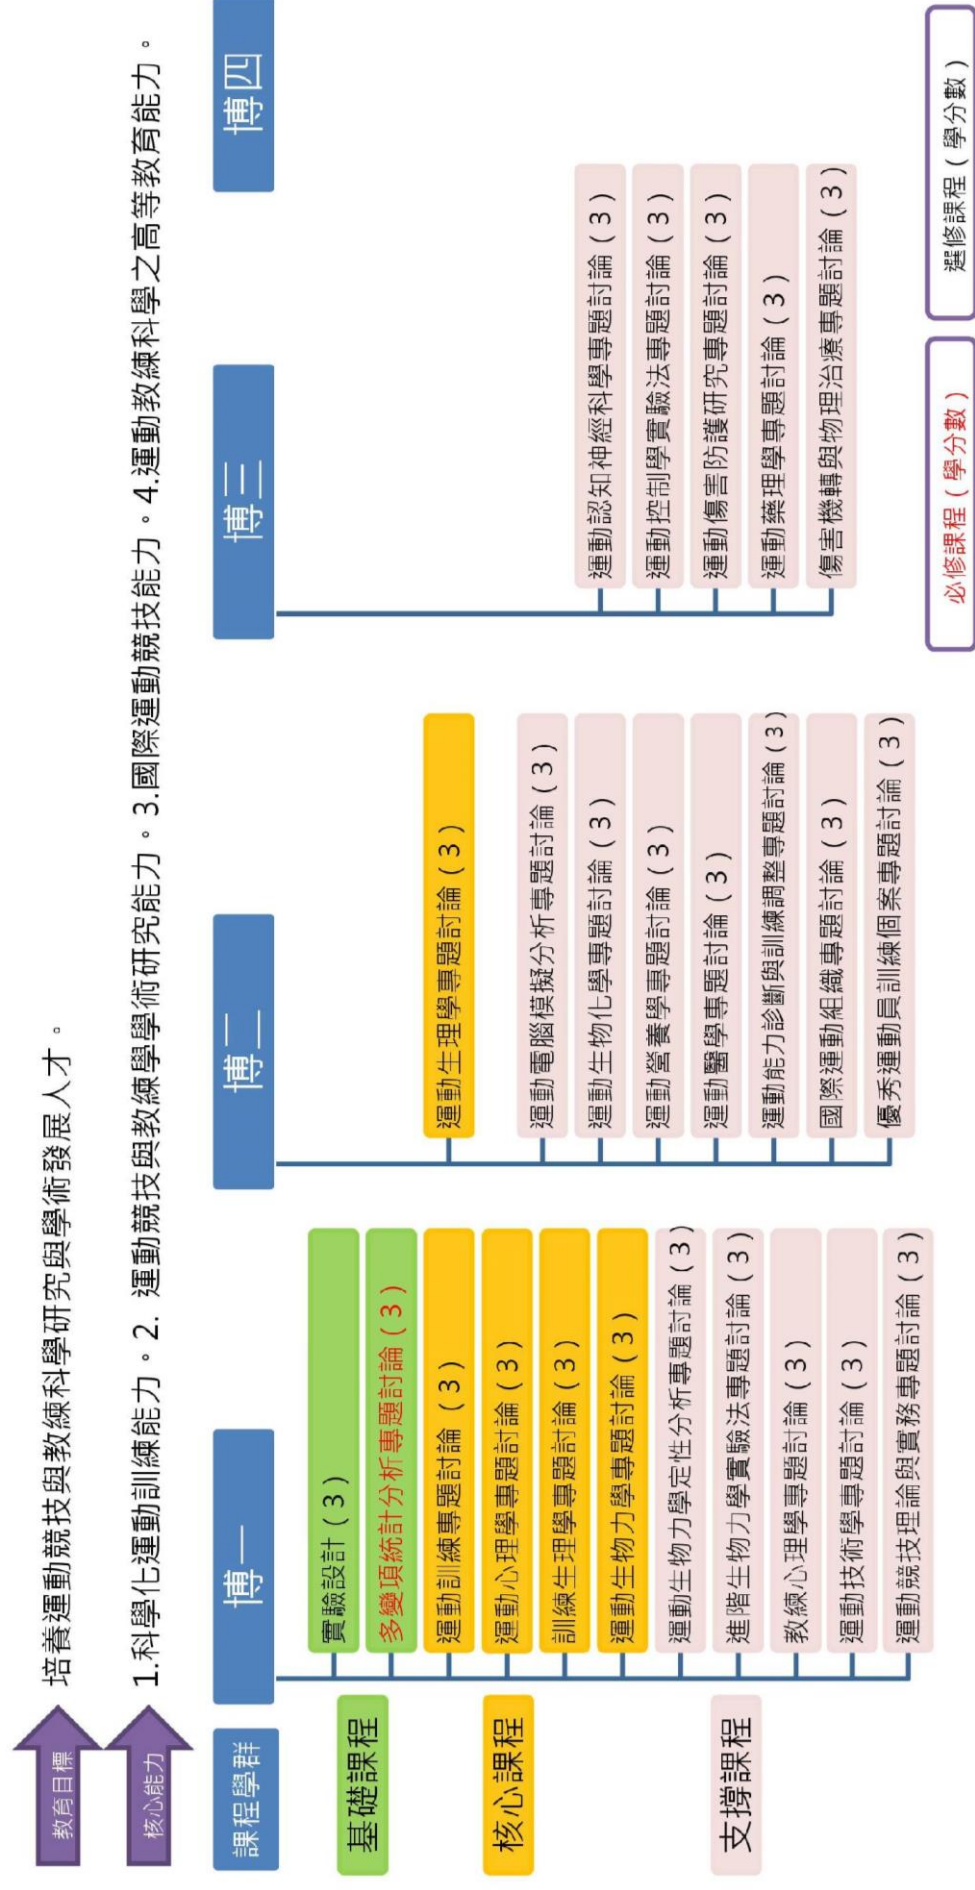 教育目標
培養運動競技與教練科學研究與學術發展人才。
核心能力
1.科學化運動訓練能力。2. 運動競技與教練學學術研究能力。3.國際運動競技能力。4.運動教練科學之高等教育能力。
課程學群
博一
博二
博三
博四
基礎課程
實驗設計(3)
多變項統計分析專題討論(3)
核心課程
運動訓練專題討論 (3)
運動心理學專題討論(3)
訓練生理學專題討論(3)
運動生物力學專題討論(3)
運動生理學專題討論(3)
支撐課程
運動生物力學定性分析專題討論(3)
進階生物力學實驗法專題討論(3)
教練心理學專題討論(3)
運動技術學專題討論(3)
運動競技理論與實務專題討論(3)
運動電腦模擬分析專題討論(3)
運動生物化學專題討論(3)
運動營養學專題討論(3)
運動醫學專題討論(3)
運動能力診斷與訓練調整專題討論(3)
國際運動組織專題討論(3)
優秀運動員訓練個案專題討論(3)
運動認知神經科學專題討論(3)
運動控制學實驗法專題討論(3)
運動傷害防護研究專題討論(3)
運動藥理學專題討論(3)
傷害機轉與物理治療專題討論(3)
必修課程(學分數)
選修課程(學分數)